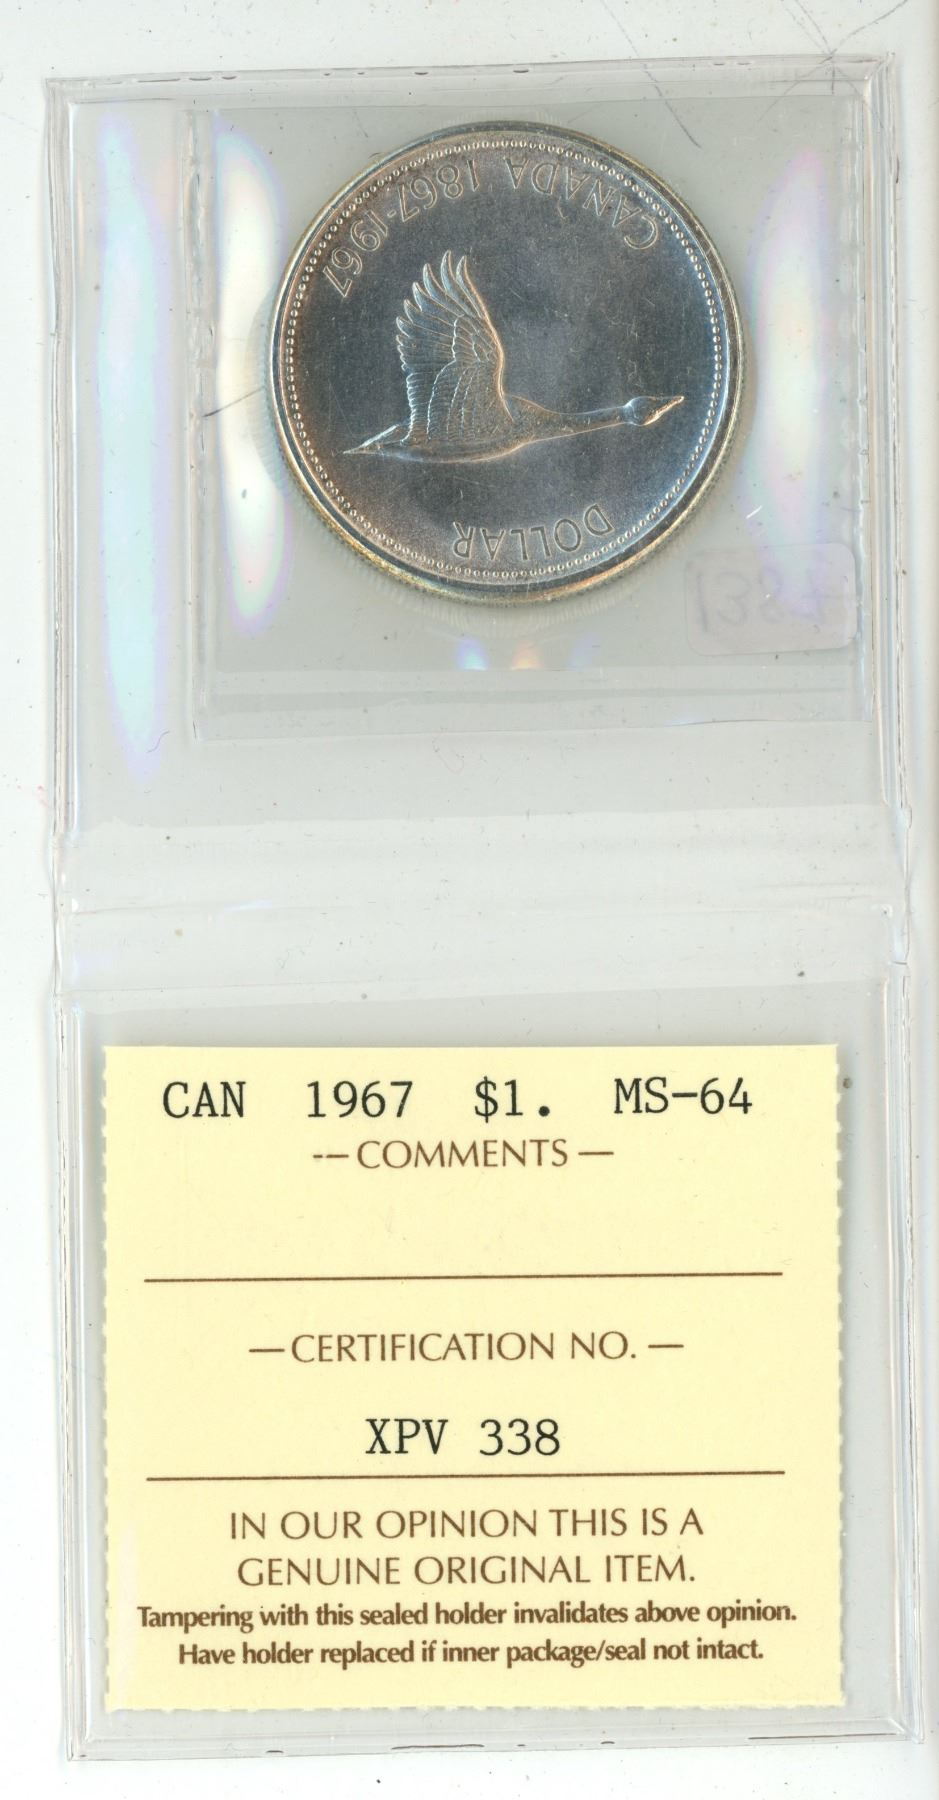 CANADA 1867-1967
DOLLAR
CAN 1967 $1. MS-64
-- COMMENTS —
— CERTIFICATION NO. —
XPV 338
IN OUR OPINION THIS IS A
GENUINE ORIGINAL ITEM.
Tampering with this sealed holder invalidates above opinion.
Have holder replaced if inner package/seal not intact.